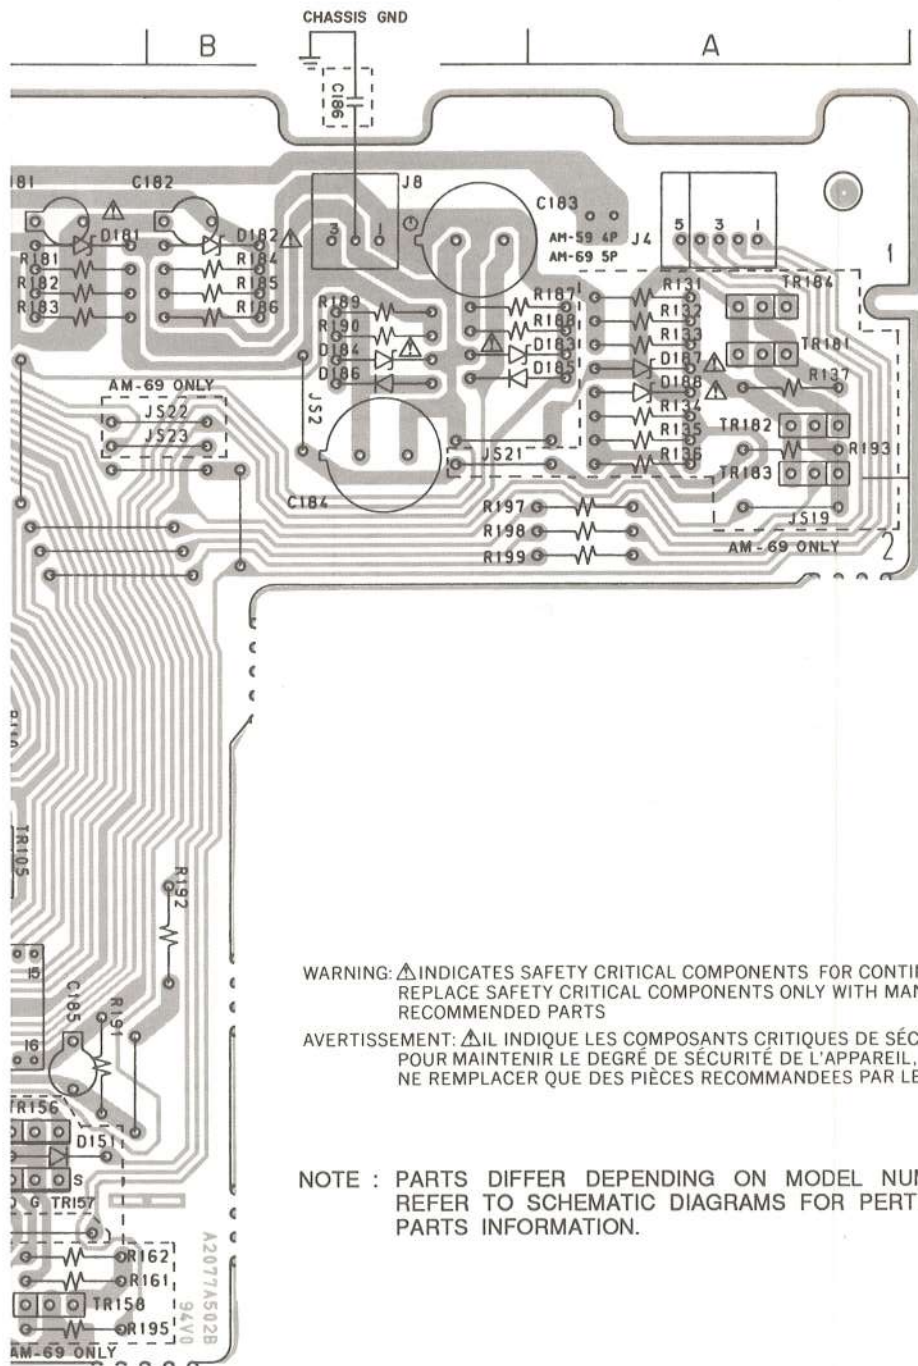 CHASSIS GND
B
A
C186
181
C182
J8
C183
D181
D182
3
1
AM-59 4P
AM-69 5P
J4
5
3
1
1
R181
R184
R182
R185
R183
R186
R189
R190
D184
D186
R187
R188
D183
D185
R131
R132
R133
D187
D188
R134
R135
R136
TR184
TR181
R137
TR182
R193
TR183
JS19
AM-69 ONLY
2
AM-69 ONLY
JS22
JS23
JS2
JS21
C184
R197
R198
R199
TR105
R192
15
C185
R191
16
WARNING: ⚠INDICATES SAFETY CRITICAL COMPONENTS FOR CONTI
REPLACE SAFETY CRITICAL COMPONENTS ONLY WITH MAN
RECOMMENDED PARTS
AVERTISSEMENT: ⚠IL INDIQUE LES COMPOSANTS CRITIQUES DE SÉC
POUR MAINTENIR LE DEGRÉ DE SÉCURITÉ DE L'APPAREIL,
NE REMPLACER QUE DES PIÈCES RECOMMANDEES PAR LE
TR156
D151
S
G TR157
NOTE : PARTS DIFFER DEPENDING ON MODEL NU
REFER TO SCHEMATIC DIAGRAMS FOR PERT
PARTS INFORMATION.
R162
R161
TR158
R195
AM-69 ONLY
A2077A502B
94V0